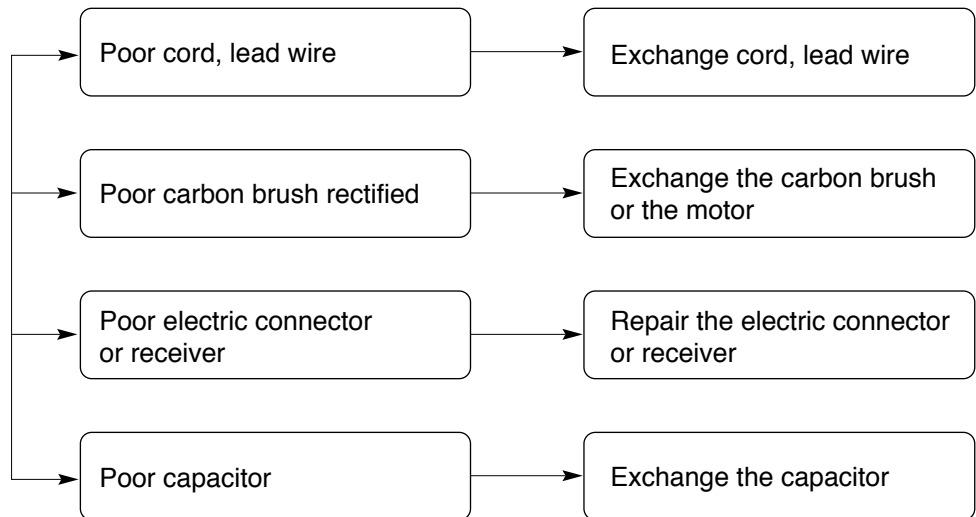 Poor cord, lead wire
Exchange cord, lead wire
Poor carbon brush rectified
Exchange the carbon brush
or the motor
Poor electric connector
or receiver
Repair the electric connector
or receiver
Poor capacitor
Exchange the capacitor